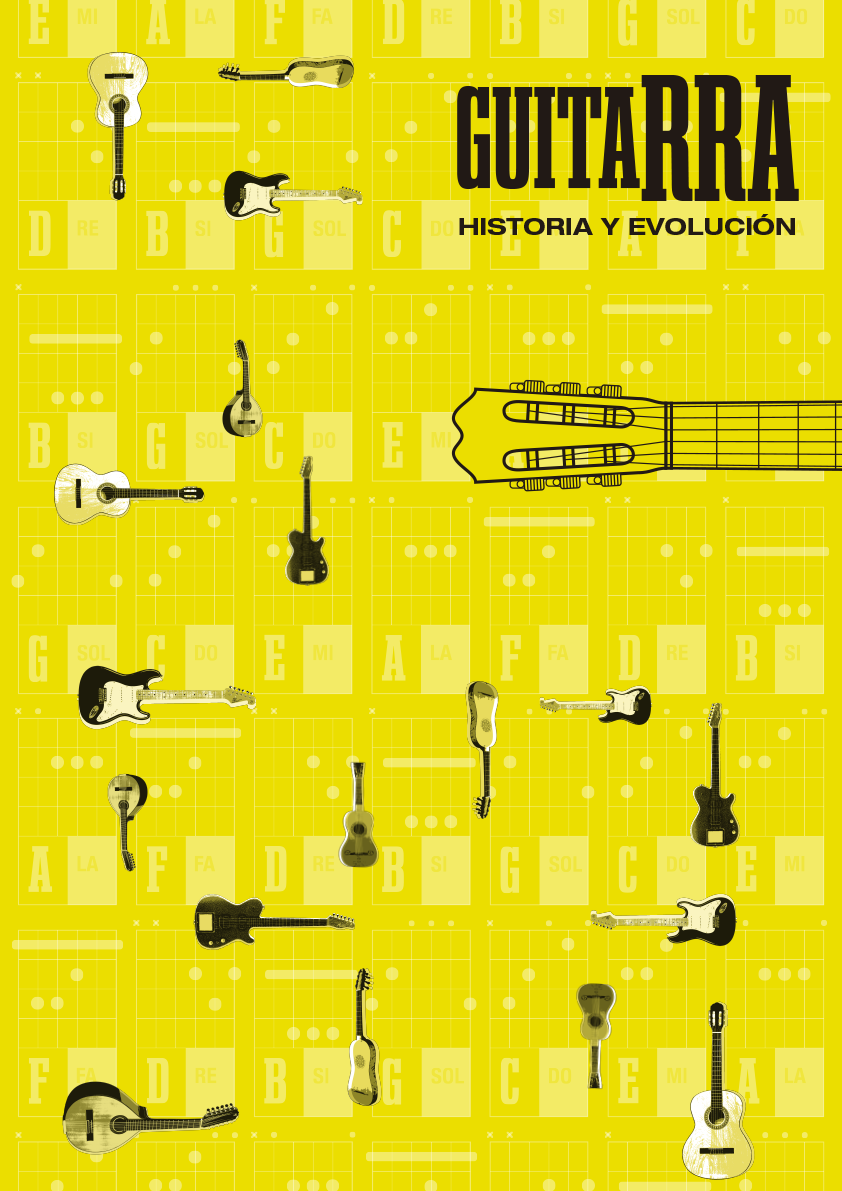 E MI A LA F FA D RE B SI G SOL C DO
GUITARRA
HISTORIA Y EVOLUCIÓN
D RE B SI G SOL C DO E A F
B SI G SOL C DO E MI
G SOL C DO E MI A LA F FA D RE B SI
A LA F FA D RE B SI G SOL C DO E MI
F FA D RE B SI G SOL C DO E MI A LA